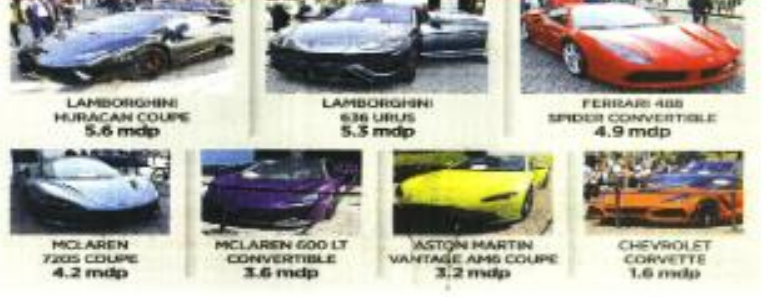 LAMBORGHINI
HURACAN COUPE
5.6 mdp
LAMBORGHINI
636 URUS
5.3 mdp
FERRARI 488
SPIDER CONVERTIBLE
4.9 mdp
MCLAREN
720S COUPE
4.2 mdp
MCLAREN 600 LT
CONVERTIBLE
3.6 mdp
ASTON MARTIN
VANTAGE AM6 COUPE
3.2 mdp
CHEVROLET
CORVETTE
1.6 mdp